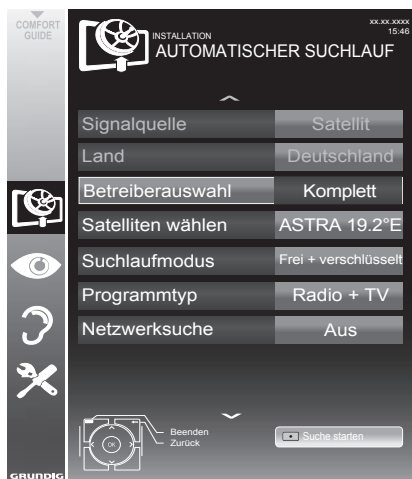 COMFORT
GUIDE
INSTALLATION
xx.xx.xxxx
15:46
AUTOMATISCHER SUCHLAUF
Signalquelle Satellit
Land Deutschland
Betreiberauswahl Komplett
Satelliten wählen ASTRA 19.2°E
Suchlaufmodus Frei + verschlüsselt
Programmtyp Radio + TV
Netzwerksuche Aus
Beenden
Zurück
OK
Suche starten
GRUNDIG